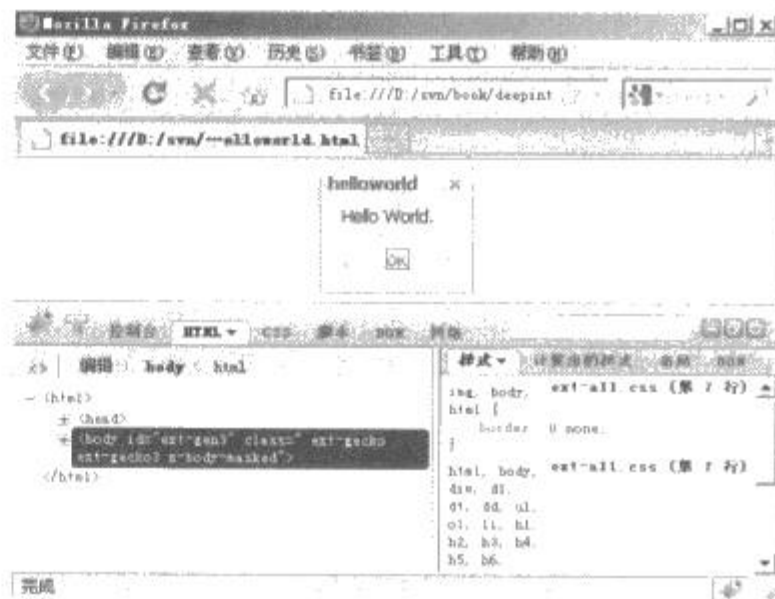 Mozilla Firefox
文件(F) 编辑(E) 查看(V) 历史(S) 书签(B) 工具(T) 帮助(H)
file:///D:/svn/book/deepint
file:///D:/svn/…elloworld.html
helloworld
Hello World.
OK
控制台 HTML CSS 脚本 DOM 网络
编辑 body < html
样式 计算出的样式 布局 DOM
<html>
<head>
<body id="ext-gen3" class=" ext-gecko
ext-gecko3 x-body-masked">
</html>
img, body, ext-all.css (第 1 行)
html {
border: 0 none;
}
html, body, ext-all.css (第 1 行)
div, dl,
dt, dd, ul,
ol, li, h1,
h2, h3, h4,
h5, h6,
完成